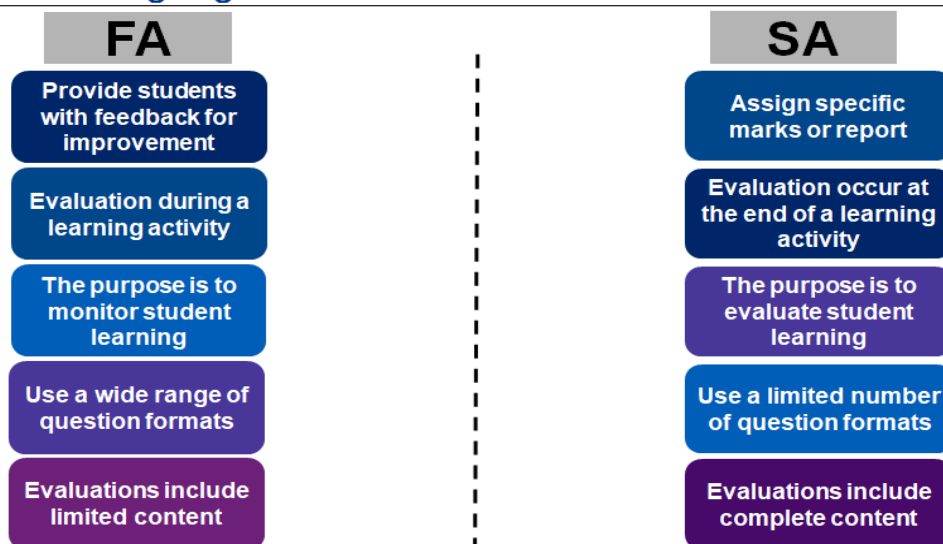 FA
Provide students
with feedback for
improvement
Evaluation during a
learning activity
The purpose is to
monitor student
learning
Use a wide range of
question formats
Evaluations include
limited content
SA
Assign specific
marks or report
Evaluation occur at
the end of a learning
activity
The purpose is to
evaluate student
learning
Use a limited number
of question formats
Evaluations include
complete content